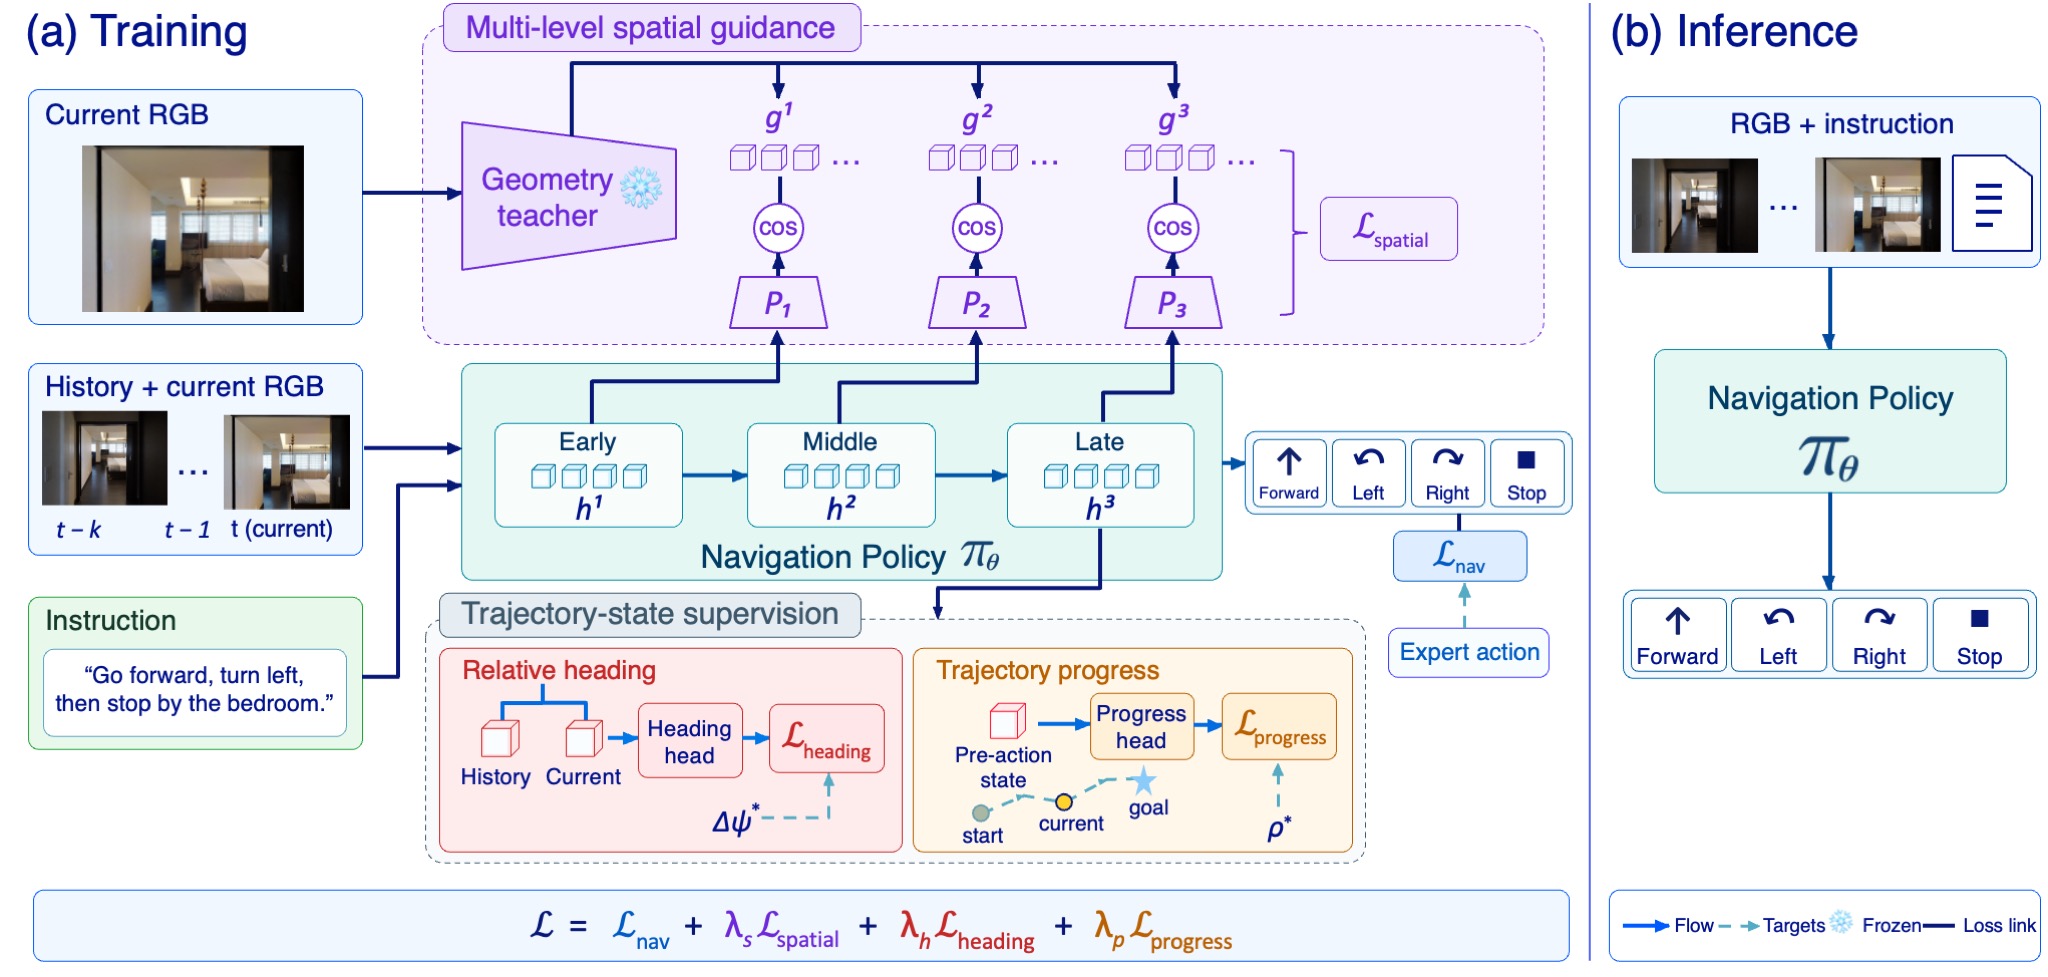 (a) Training
Multi-level spatial guidance
Current RGB
Geometry
teacher
g¹
g²
g³
...
...
...
cos
cos
cos
P₁
P₂
P₃
ℒspatial
History + current RGB
...
t – k
t – 1
t (current)
Early
h¹
Middle
h²
Late
h³
Navigation Policy πθ
Forward
Left
Right
Stop
ℒnav
Expert action
Instruction
“Go forward, turn left,
then stop by the bedroom.”
Trajectory-state supervision
Relative heading
History
Current
Heading
head
ℒheading
Δψ*
Trajectory progress
Pre-action
state
Progress
head
ℒprogress
start
current
goal
ρ*
ℒ = ℒnav + λsℒspatial + λhℒheading + λpℒprogress
(b) Inference
RGB + instruction
...
Navigation Policy
πθ
Forward
Left
Right
Stop
Flow
Targets
Frozen
Loss link